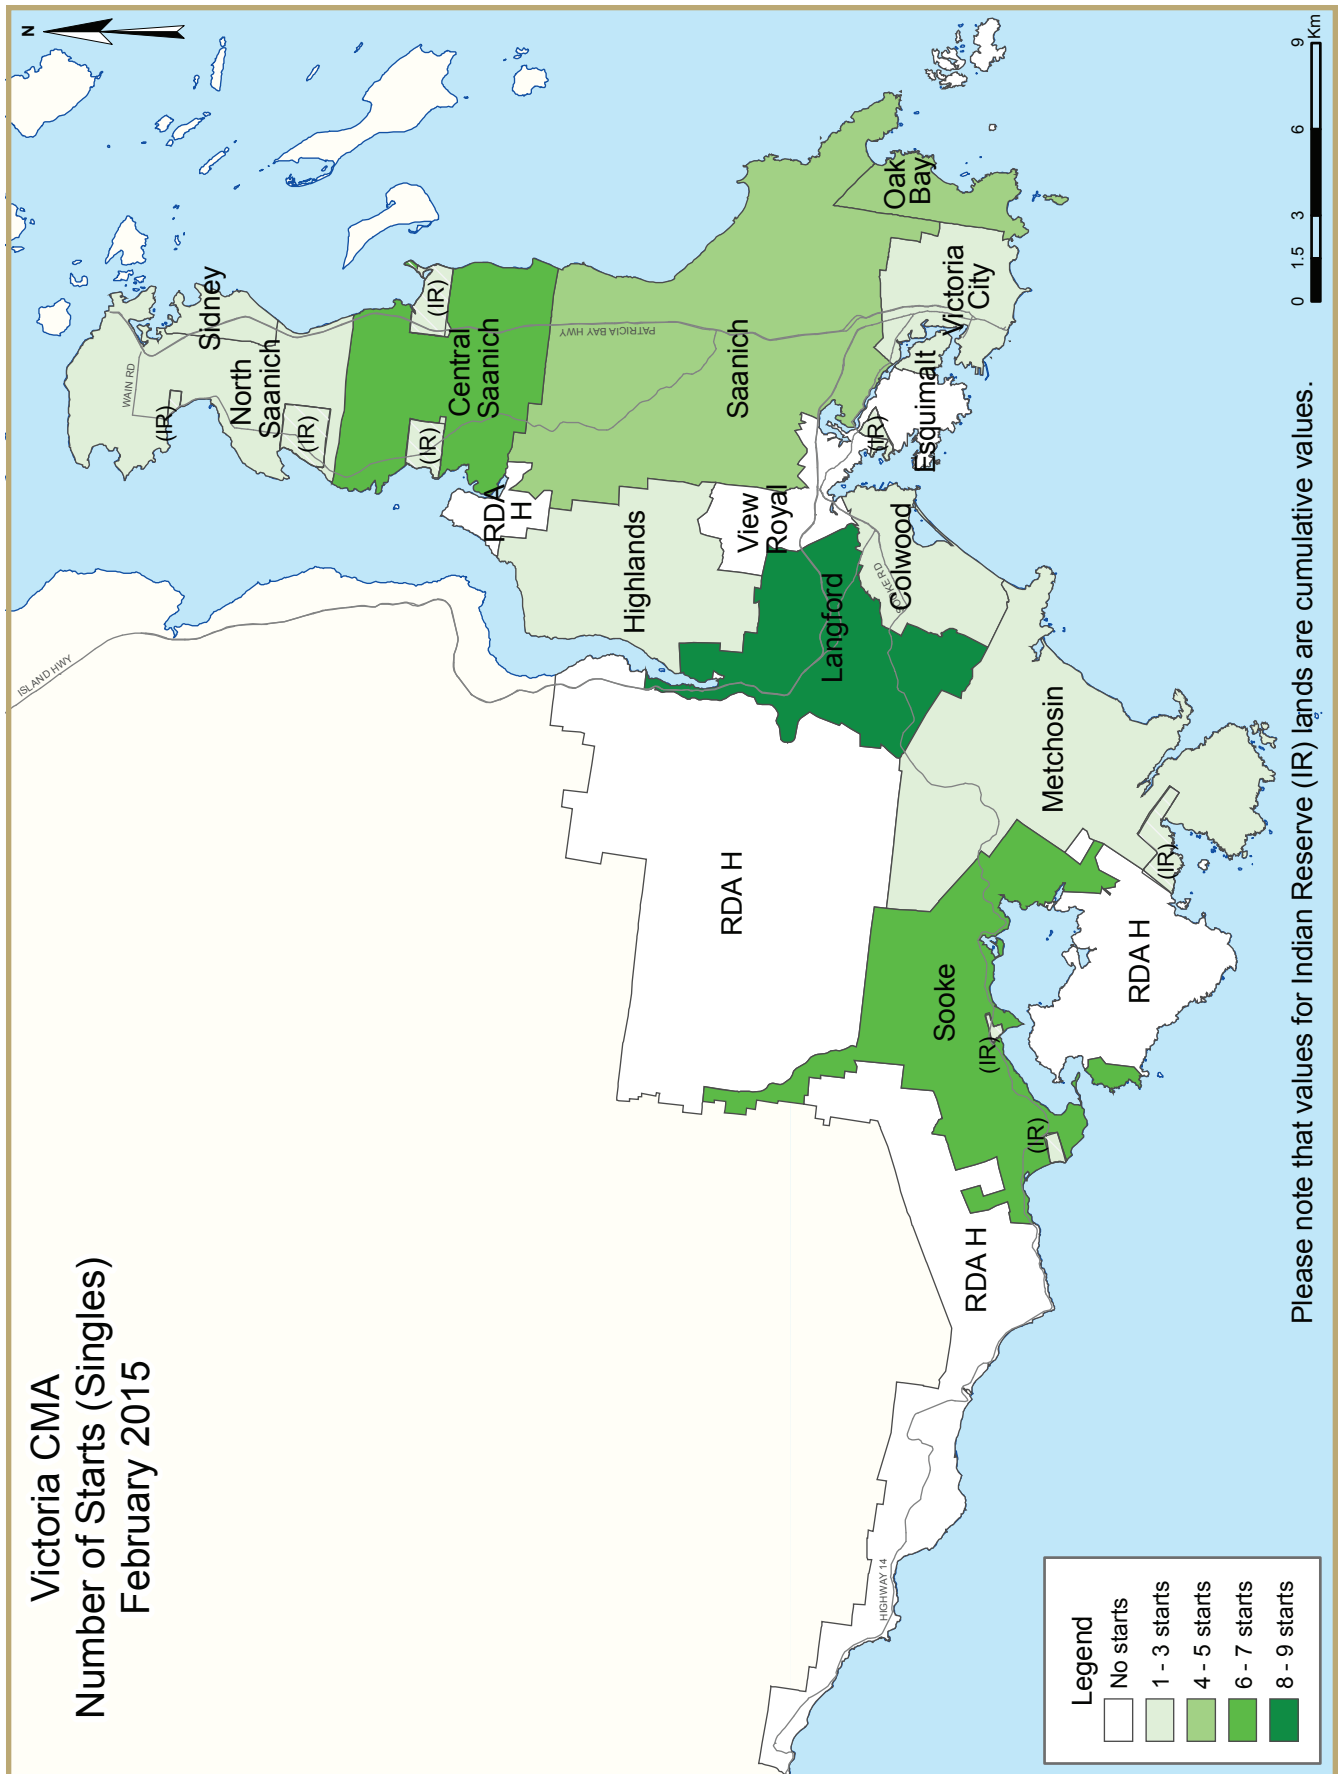 Victoria CMA
Number of Starts (Singles)
February 2015
N
ISLAND HWY
WAIN RD
(IR)
North
Saanich
Sidney
(IR)
Central
Saanich
(IR)
(IR)
RDA
H
PATRICIA BAY HWY
Saanich
Highlands
View
Royal
Langford
Oak
Bay
Victoria
City
Esquimalt
(IR)
Colwood
SOOKE RD
Metchosin
(IR)
RDA H
Sooke
(IR)
(IR)
RDA H
RDA H
HIGHWAY 14
Legend
No starts
1 - 3 starts
4 - 5 starts
6 - 7 starts
8 - 9 starts
0 1.5 3 6 9
Km
Please note that values for Indian Reserve (IR) lands are cumulative values.